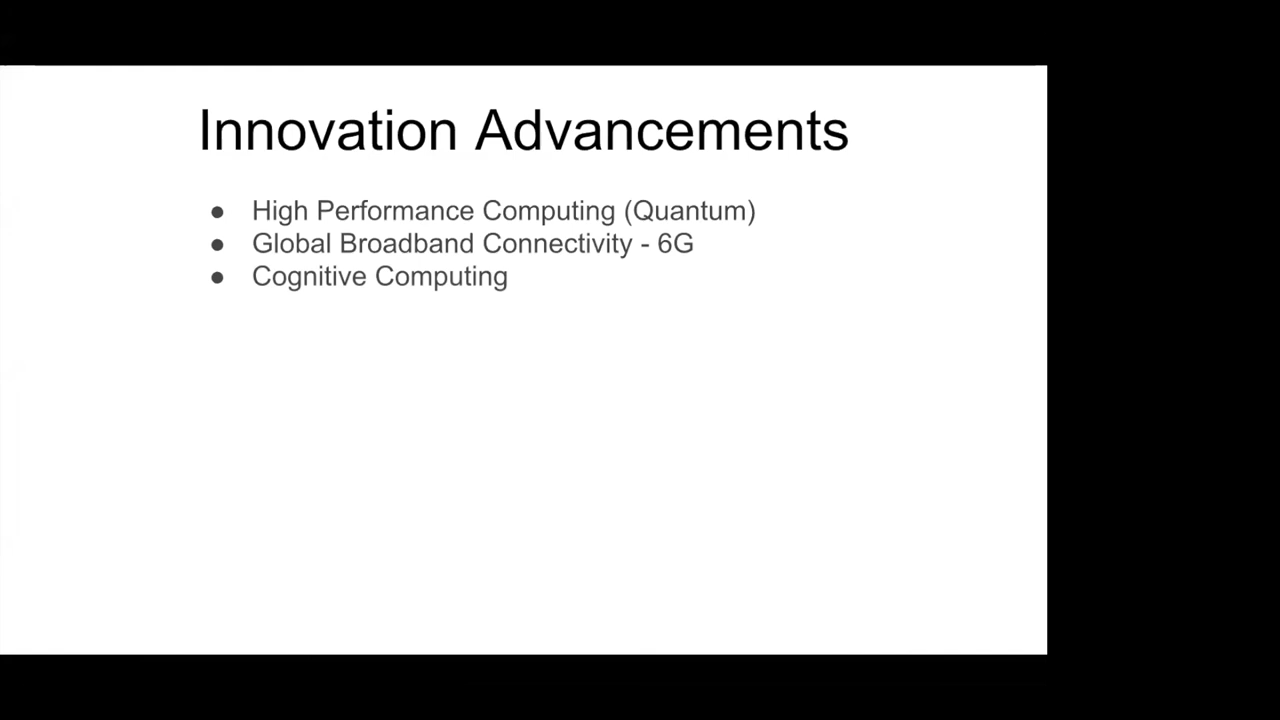 Innovation Advancements
● High Performance Computing (Quantum)
● Global Broadband Connectivity - 6G
● Cognitive Computing